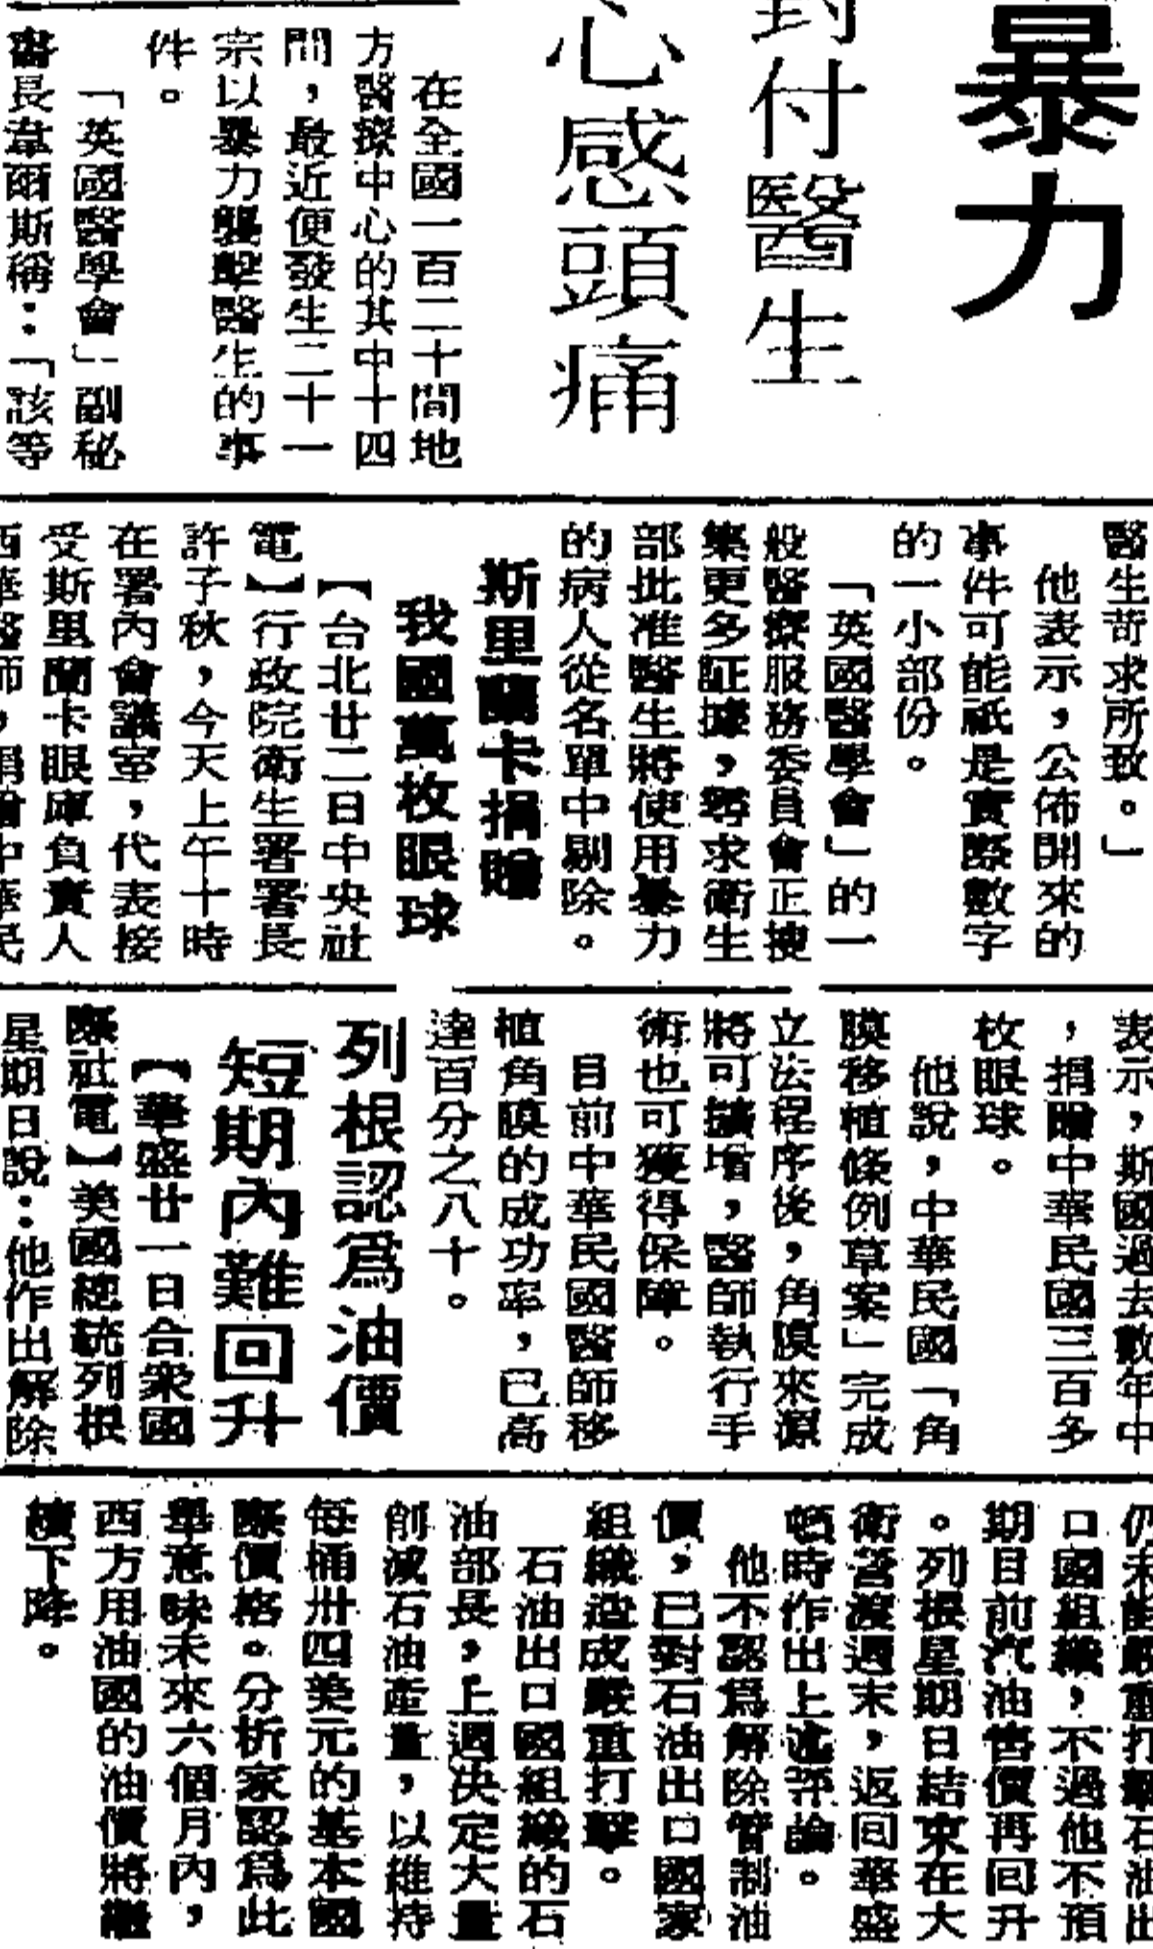 暴力
對付醫生
心感頭痛
在全國一百二十間地
方醫療中心的其中十四
間，最近便發生二十一
宗以暴力襲擊醫生的事
件。
「英國醫學會」副秘
書長韋爾斯稱：「該等
醫生苛求所致。」
他表示，公佈開來的
事件可能祇是實際數字
的一小部份。
「英國醫學會」的一
般醫療服務委員會正搜
集更多証據，尋求衛生
部批准醫生將使用暴力
的病人從名單中剔除。
斯里蘭卡捐贈
我國萬枚眼球
【台北廿二日中央社
電】行政院衛生署署長
許子秋，今天上午十時
在署內會議室，代表接
受斯里蘭卡眼庫負責人
西華醫師，捐贈中華民
表示，斯國過去數年中
，捐贈中華民國三百多
枚眼球。
他說，中華民國「角
膜移植條例草案」完成
立法程序後，角膜來源
將可擴增，醫師執行手
術也可獲得保障。
目前中華民國醫師移
植角膜的成功率，已高
達百分之八十。
列根認爲油價
短期內難回升
【華盛廿一日合衆國
際社電】美國總統列根
星期日說：他作出解除
仍未能嚴重打擊石油出
口國組織，不過他不預
期目前汽油售價再回升
。列根星期日結束在大
衛營渡週末，返回華盛
頓時作出上述評論。
他不認爲解除管制油
價，已對石油出口國家
組織造成嚴重打擊。
石油出口國組織的石
油部長，上週決定大量
削減石油產量，以維持
每桶卅四美元的基本國
際價格。分析家認爲此
舉意味未來六個月內，
西方用油國的油價將繼
續下降。